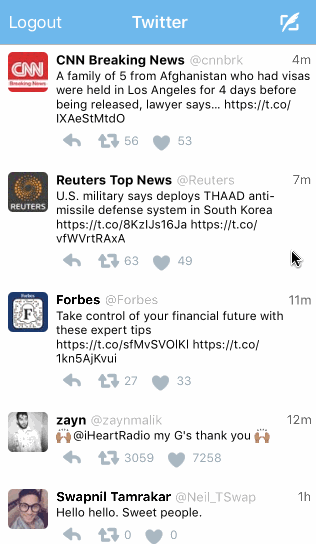 Logout Twitter
CNN Breaking News @cnnbrk 4m
A family of 5 from Afghanistan who had visas
were held in Los Angeles for 4 days before
being released, lawyer says... https://t.co/
IXAeStMtdO
56 53
Reuters Top News @Reuters 7m
U.S. military says deploys THAAD anti-
missile defense system in South Korea
https://t.co/8KzIJs16Ja https://t.co/
vfWVrtRAxA
63 49
Forbes @Forbes 11m
Take control of your financial future with
these expert tips
https://t.co/sfMvSVOIKI https://t.co/
1kn5AjKvui
27 33
zayn @zaynmalik 12m
🙌🏽@iHeartRadio my G's thank you 🙌🏽
3059 7258
Swapnil Tamrakar @Neil_TSwap 1h
Hello hello. Sweet people.
0 0
CNN
Breaking News
REUTERS
Forbes
F